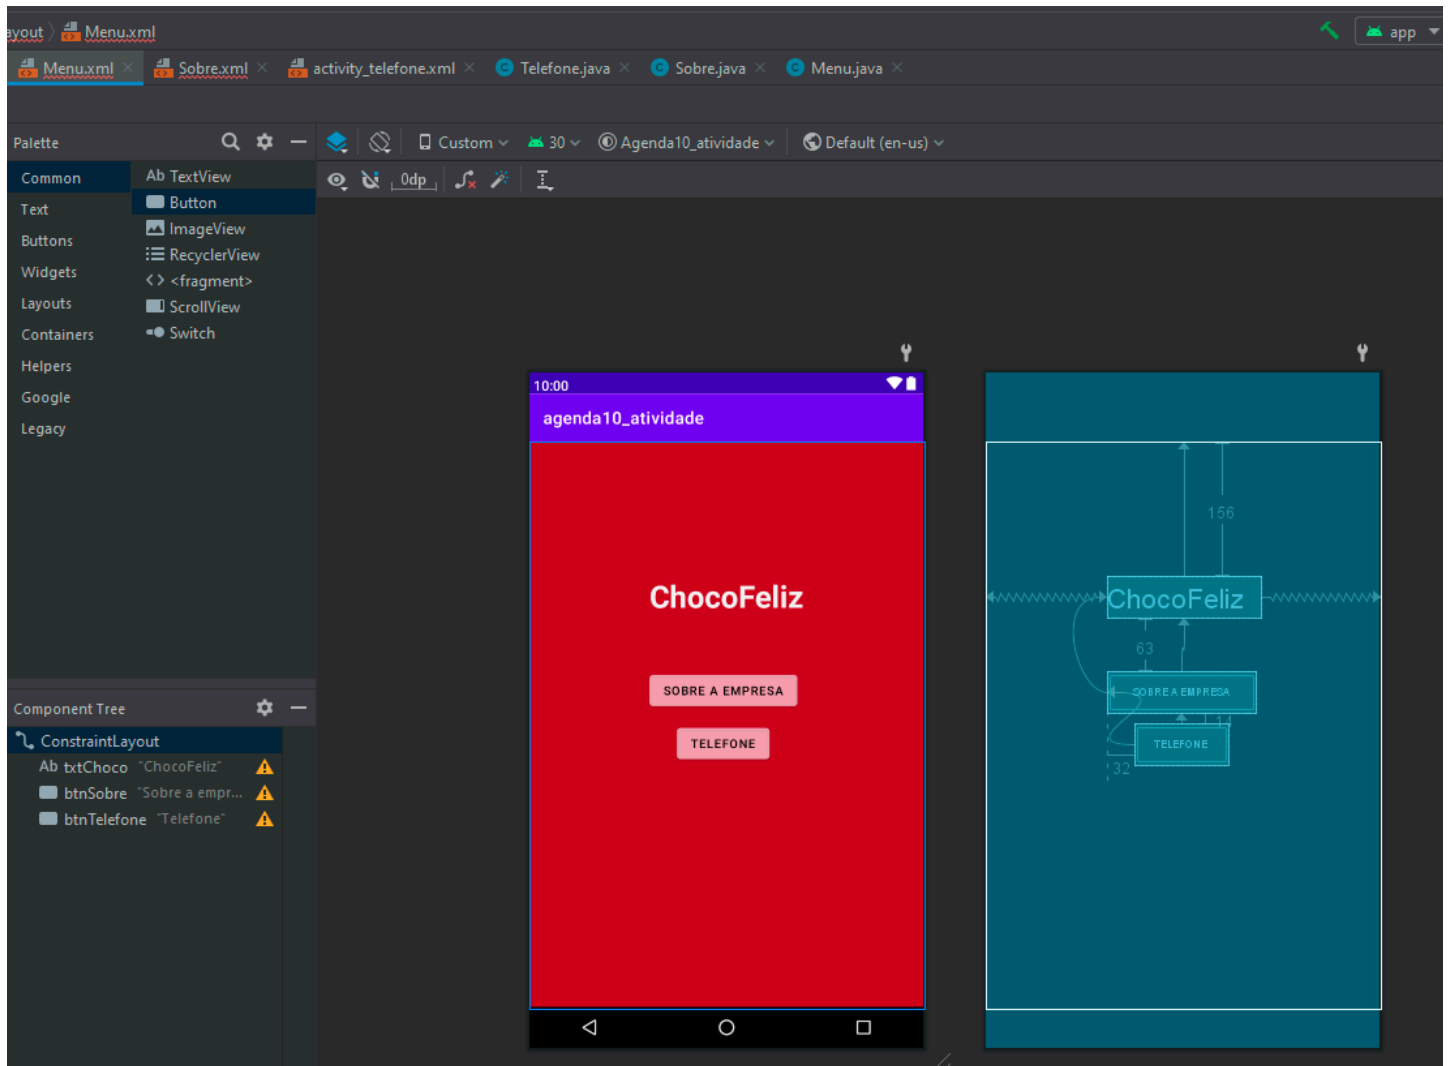 ayout Menu.xml app
Menu.xml Sobre.xml activity_telefone.xml Telefone.java Sobre.java Menu.java
Palette Custom 30 Agenda10_atividade Default (en-us)
Common Ab TextView 0dp
Text Button
Buttons ImageView
Widgets RecyclerView
Layouts <fragment>
Containers ScrollView
Helpers Switch
Google
Legacy
10:00
agenda10_atividade
ChocoFeliz
SOBRE A EMPRESA
TELEFONE
156
ChocoFeliz
63
SOBRE A EMPRESA
14
TELEFONE
32
Component Tree
ConstraintLayout
Ab txtChoco "ChocoFeliz"
btnSobre "Sobre a empr...
btnTelefone "Telefone"